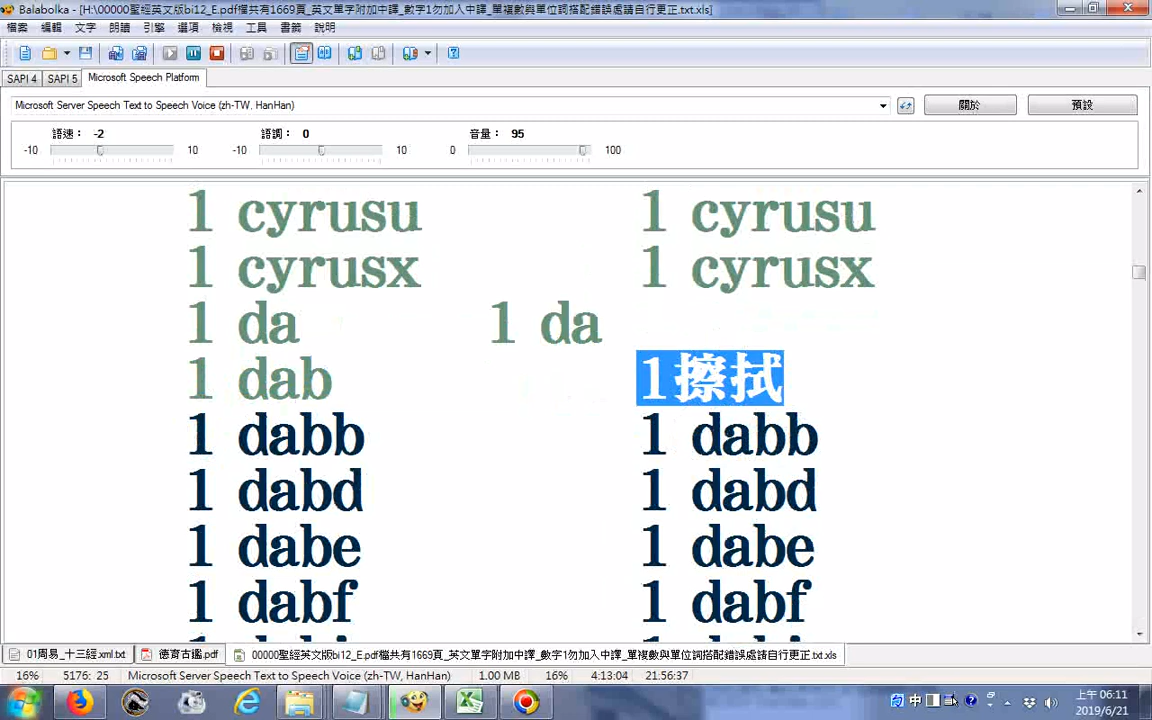 Balabolka - [H:\00000聖經英文版bi12_E.pdf檔共有1669頁_英文單字附加中譯_數字1勿加入中譯_單複數與單位詞搭配錯誤處請自行更正.txt.xls]
檔案 編輯 文字 朗讀 引擎 選項 檢視 工具 書籤 說明
SAPI 4 SAPI 5 Microsoft Speech Platform
Microsoft Server Speech Text to Speech Voice (zh-TW, HanHan) 關於 預設
語速： -2 語調： 0 音量： 95
-10 10 -10 10 0 100
1 cyrusu 1 cyrusu
1 cyrusx 1 cyrusx
1 da 1 da
1 dab 1擦拭
1 dabb 1 dabb
1 dabd 1 dabd
1 dabe 1 dabe
1 dabf 1 dabf
01周易_十三經.xml.txt 德育古鑑.pdf 00000聖經英文版bi12_E.pdf檔共有1669頁_英文單字附加中譯_數字1勿加入中譯_單複數與單位詞搭配錯誤處請自行更正.txt.xls
16% 5176: 25 Microsoft Server Speech Text to Speech Voice (zh-TW, HanHan) 1.00 MB 16% 4:13:04 21:56:37
中 上午 06:11
2019/6/21